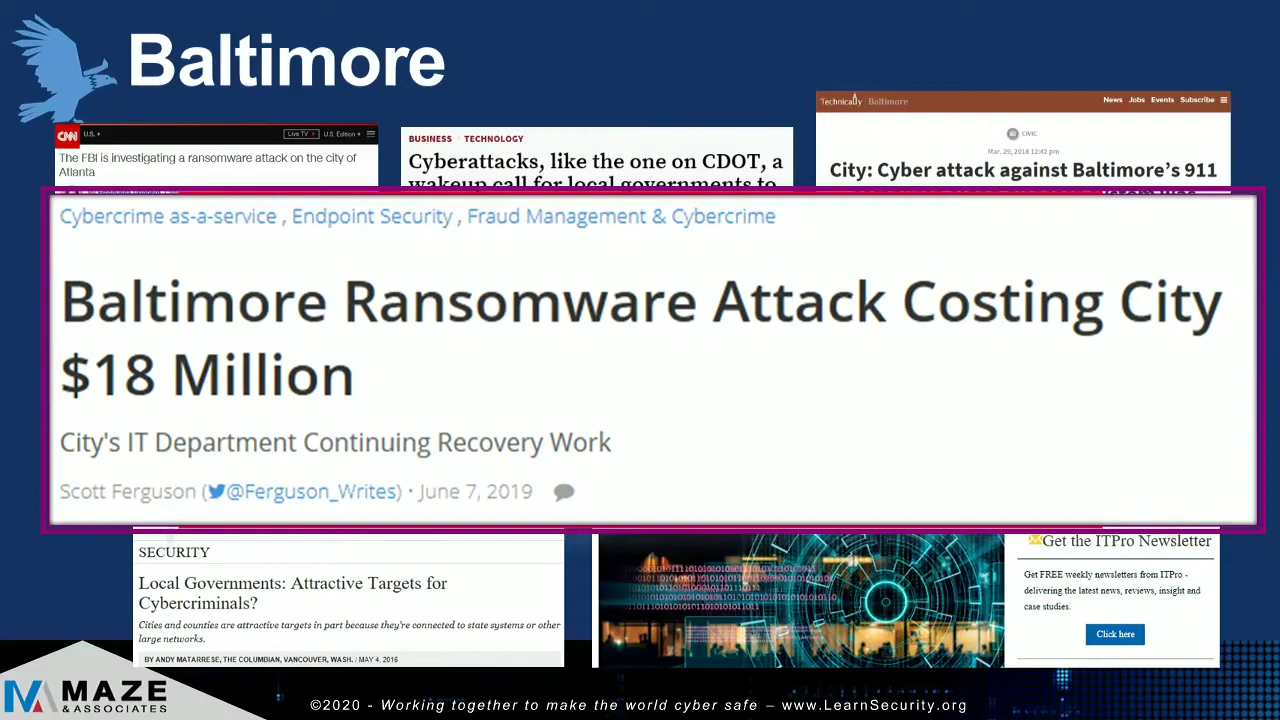 Baltimore
CNN U.S. Live TV U.S. Edition
The FBI is investigating a ransomware attack on the city of
Atlanta
BUSINESS TECHNOLOGY
Cyberattacks, like the one on CDOT, a
wakeup call for local governments to
Technically Baltimore
News Jobs Events Subscribe
CIVIC
Mar. 29, 2018 12:42 pm
City: Cyber attack against Baltimore's 911
Cybercrime as-a-service , Endpoint Security , Fraud Management & Cybercrime
Baltimore Ransomware Attack Costing City
$18 Million
City's IT Department Continuing Recovery Work
Scott Ferguson (@Ferguson_Writes) • June 7, 2019
SECURITY
Local Governments: Attractive Targets for
Cybercriminals?
Cities and counties are attractive targets in part because they're connected to state systems or other
large networks.
BY ANDY MATARRESE, THE COLUMBIAN, VANCOUVER, WASH. / MAY 4, 2016
Get the ITPro Newsletter
Get FREE weekly newsletters from ITPro -
delivering the latest news, reviews, insight and
case studies.
Click here
MAZE
& ASSOCIATES
©2020 - Working together to make the world cyber safe – www.LearnSecurity.org